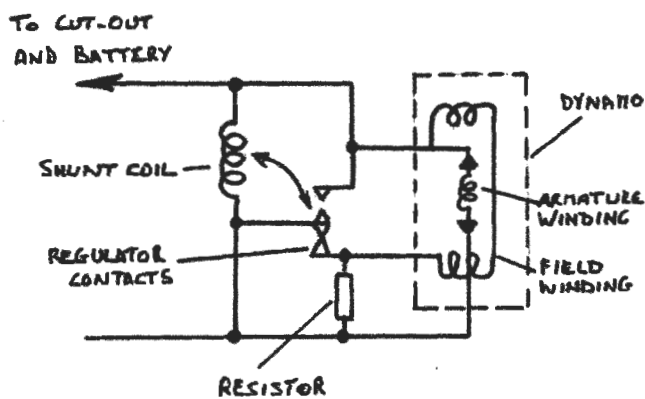 TO CUT-OUT
AND BATTERY
DYNAMO
SHUNT COIL
ARMATURE
WINDING
REGULATOR
CONTACTS
FIELD
WINDING
RESISTOR